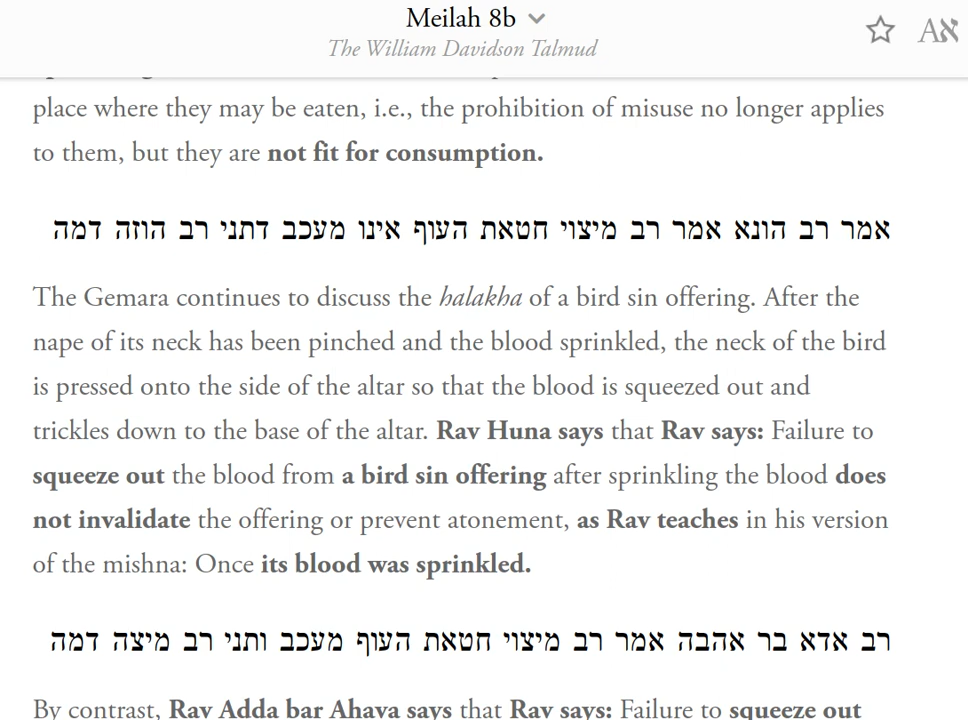 Meilah 8b
The William Davidson Talmud
Aא
place where they may be eaten, i.e., the prohibition of misuse no longer applies
to them, but they are not fit for consumption.
אמר רב הונא אמר רב מיצוי חטאת העוף אינו מעכב דתני רב הוזה דמה
The Gemara continues to discuss the halakha of a bird sin offering. After the
nape of its neck has been pinched and the blood sprinkled, the neck of the bird
is pressed onto the side of the altar so that the blood is squeezed out and
trickles down to the base of the altar. Rav Huna says that Rav says: Failure to
squeeze out the blood from a bird sin offering after sprinkling the blood does
not invalidate the offering or prevent atonement, as Rav teaches in his version
of the mishna: Once its blood was sprinkled.
רב אדא בר אהבה אמר רב מיצוי חטאת העוף מעכב ותני רב מיצה דמה
By contrast, Rav Adda bar Ahava says that Rav says: Failure to squeeze out